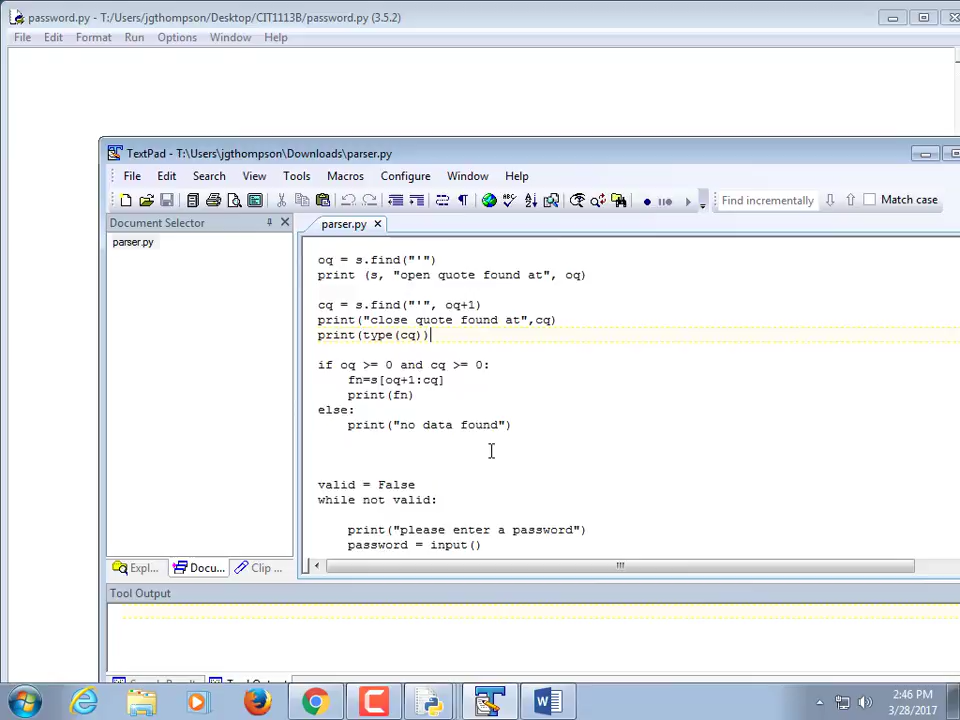 password.py - T:/Users/jgthompson/Desktop/CIT1113B/password.py (3.5.2)
File Edit Format Run Options Window Help
TextPad - T:\Users\jgthompson\Downloads\parser.py
File Edit Search View Tools Macros Configure Window Help
Find incrementally Match case
Document Selector
parser.py
parser.py
oq = s.find("'")
print (s, "open quote found at", oq)
cq = s.find("'", oq+1)
print("close quote found at",cq)
print(type(cq))
if oq >= 0 and cq >= 0:
fn=s[oq+1:cq]
print(fn)
else:
print("no data found")
valid = False
while not valid:
print("please enter a password")
password = input()
Expl... Docu... Clip ...
Tool Output
2:46 PM
3/28/2017